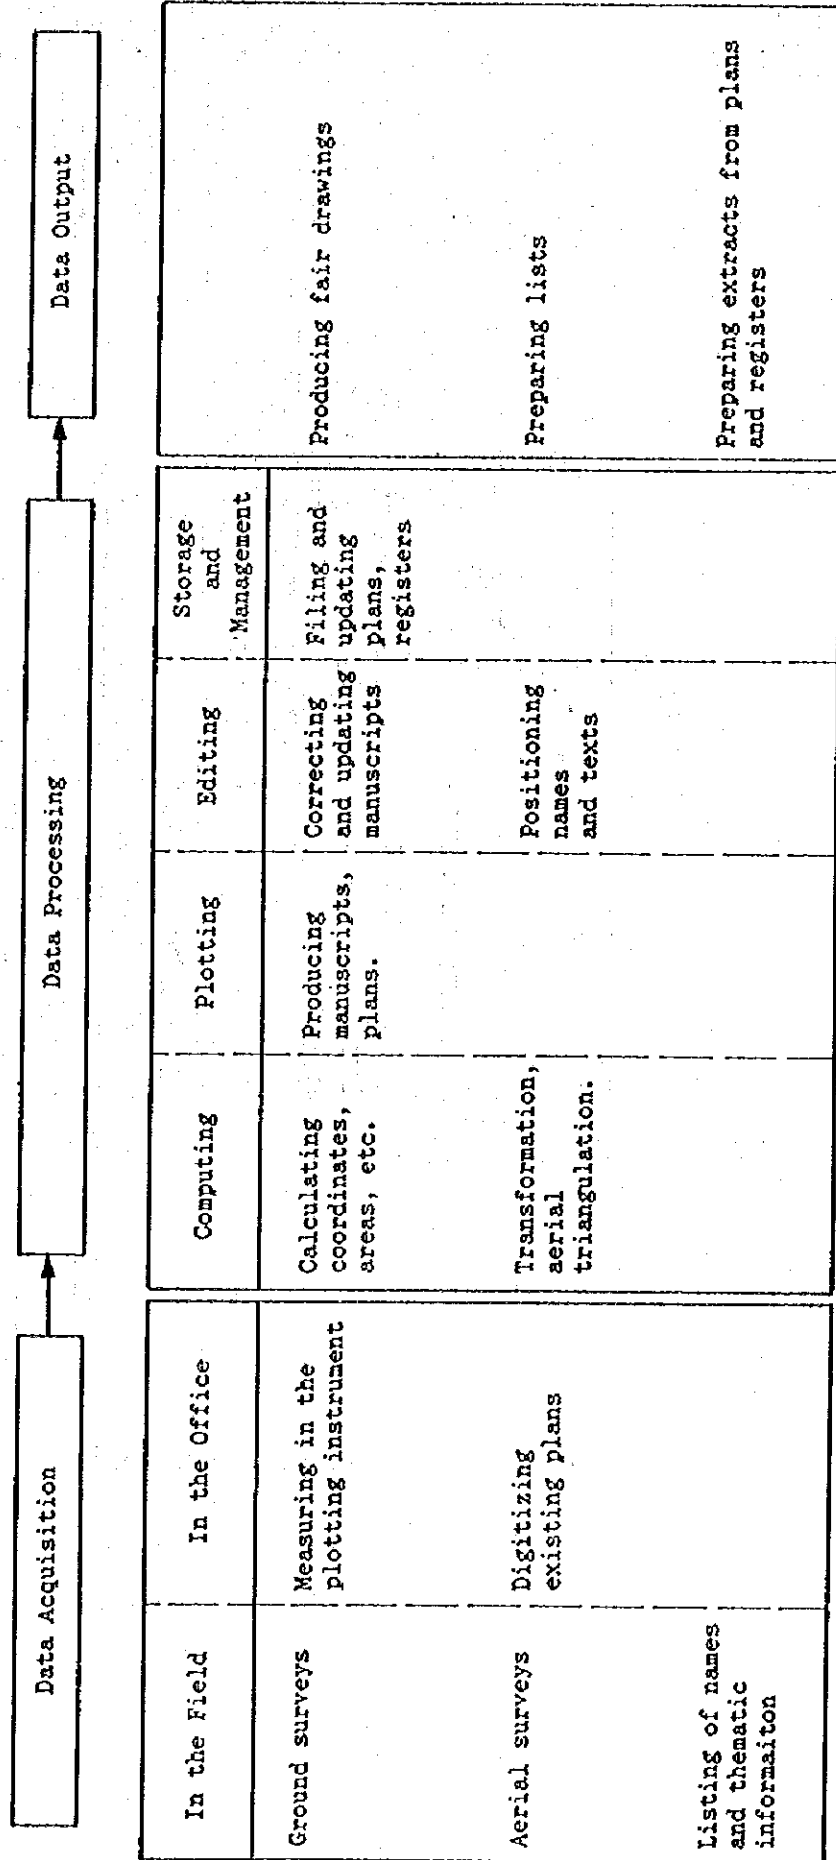 Data Acquisition
Data Processing
Data Output
In the Field
In the Office
Computing
Plotting
Editing
Storage
and
Management
Ground surveys
Measuring in the
plotting instrument
Calculating
coordinates,
areas, etc.
Producing
manuscripts,
plans.
Correcting
and updating
manuscripts
Filing and
updating
plans,
registers
Producing fair drawings
Aerial surveys
Digitizing
existing plans
Transformation,
aerial
triangulation.
Positioning
names
and texts
Preparing lists
Listing of names
and thematic
informaiton
Preparing extracts from plans
and registers